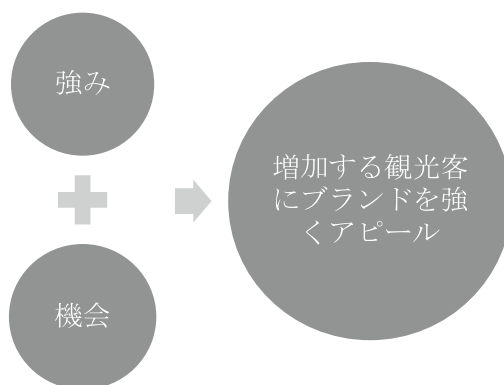 強み
機会
増加する観光客
にブランドを強
くアピール